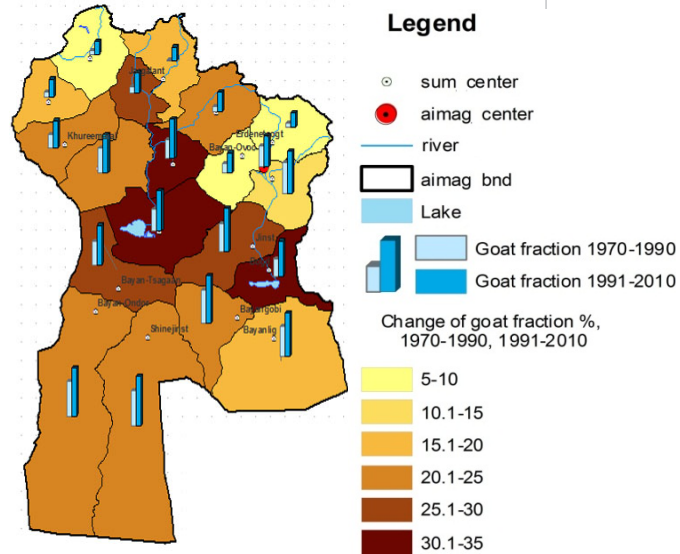 Legend
sum center
aimag center
river
aimag bnd
Lake
Goat fraction 1970-1990
Goat fraction 1991-2010
Change of goat fraction %,
1970-1990, 1991-2010
5-10
10.1-15
15.1-20
20.1-25
25.1-30
30.1-35
Bayan-Ovoo
Jinst
Bayan-Tsagaan
Bayan-Ondor
Shinejinst
Bayangobi
Bayanlig